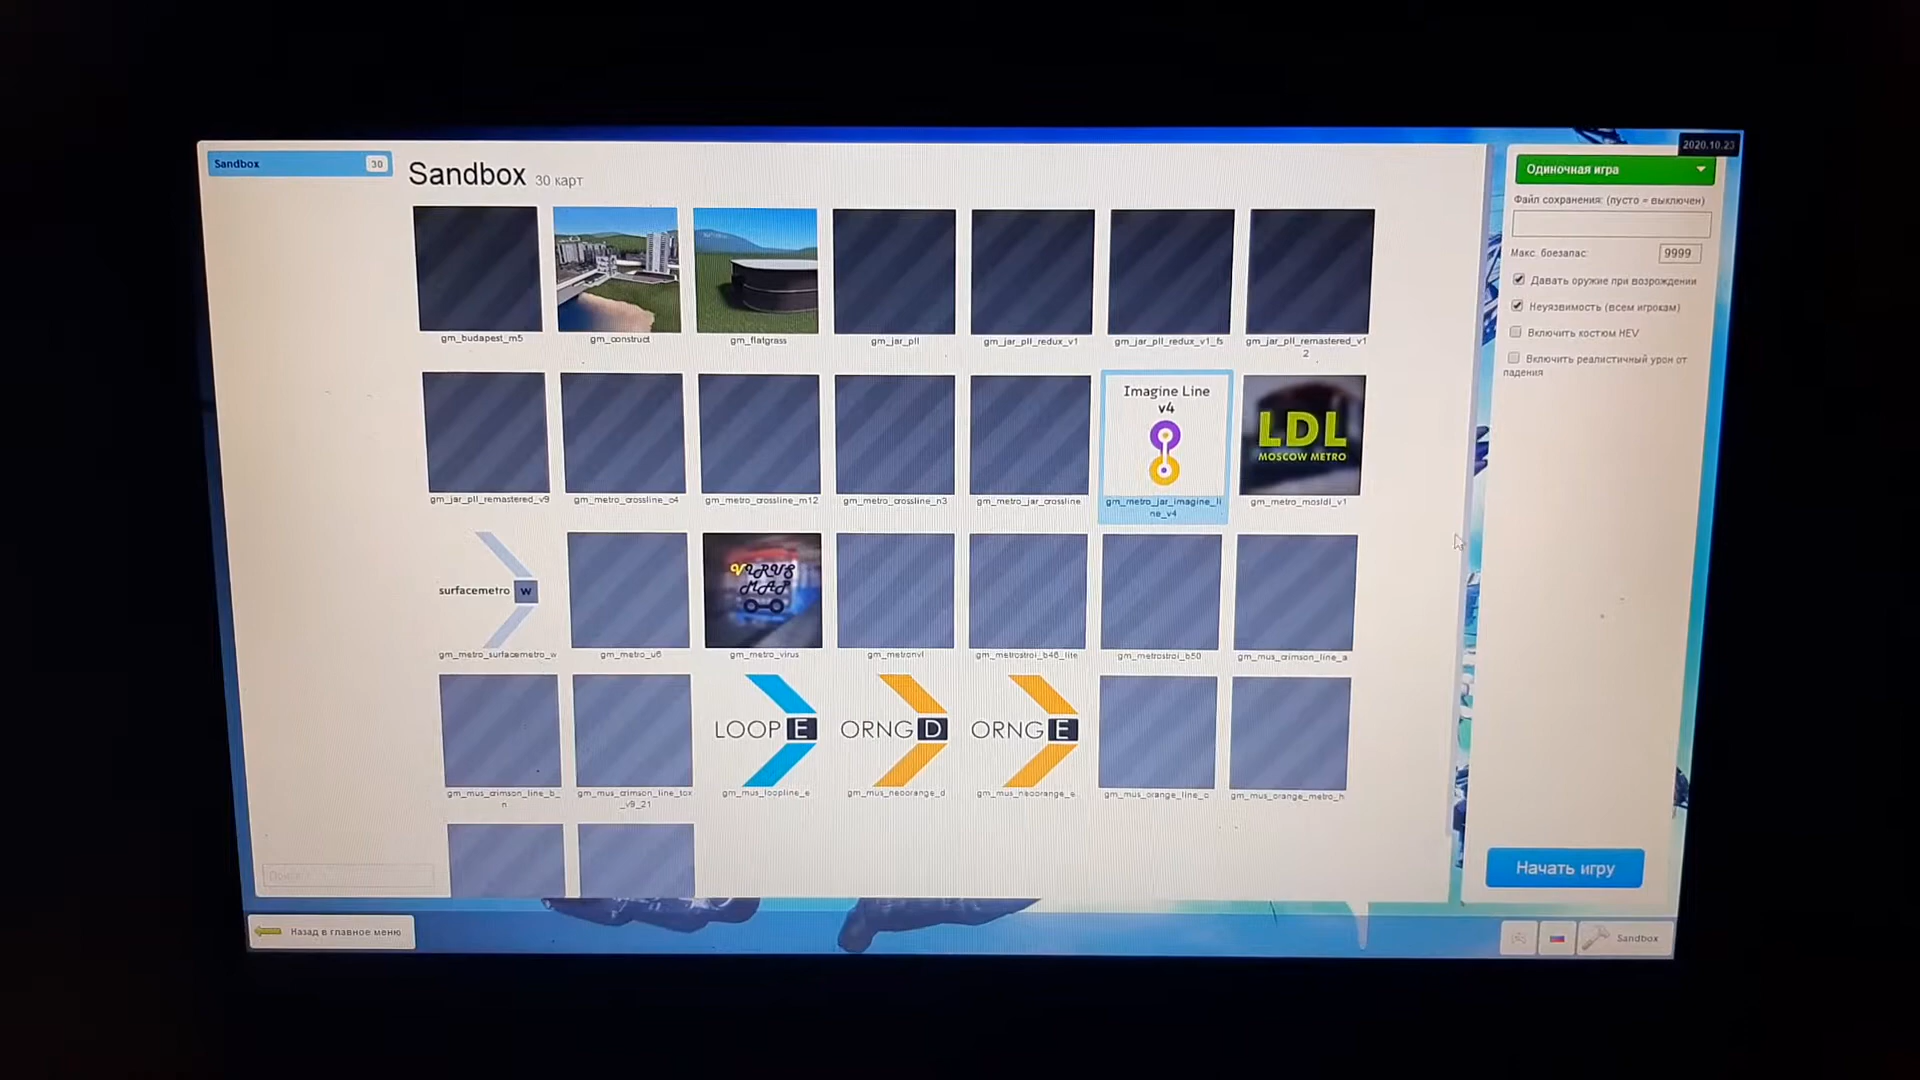 2020.10.23
Sandbox 30
Sandbox 30 карт
gm_budapest_m5
gm_construct
gm_flatgrass
gm_jar_pll
gm_jar_pll_redux_v1
gm_jar_pll_redux_v1_fs
gm_jar_pll_remastered_v1
2
Imagine Line
v4
LDL
MOSCOW METRO
gm_jar_pll_remastered_v9
gm_metro_crossline_c4
gm_metro_crossline_m12
gm_metro_crossline_n3
gm_metro_jar_crossline
gm_metro_jar_imagine_li
ne_v4
gm_metro_mosldl_v1
surfacemetro W
VIRUS
MAP
gm_metro_surfacemetro_w
gm_metro_u6
gm_metro_virus
gm_metronvl
gm_metrostroi_b46_lite
gm_metrostroi_b50
gm_mus_crimson_line_a
LOOP E
ORNG D
ORNG E
gm_mus_crimson_line_b_
n
gm_mus_crimson_line_tox
_v9_21
gm_mus_loopline_e
gm_mus_neoorange_d
gm_mus_neoorange_e
gm_mus_orange_line_c
gm_mus_orange_metro_h
Одиночная игра
Файл сохранения: (пусто = выключен)
Макс. боезапас: 9999
Давать оружие при возрождении
Неуязвимость (всем игрокам)
Включить костюм HEV
Включить реалистичный урон от
падения
Начать игру
Назад в главное меню
Sandbox